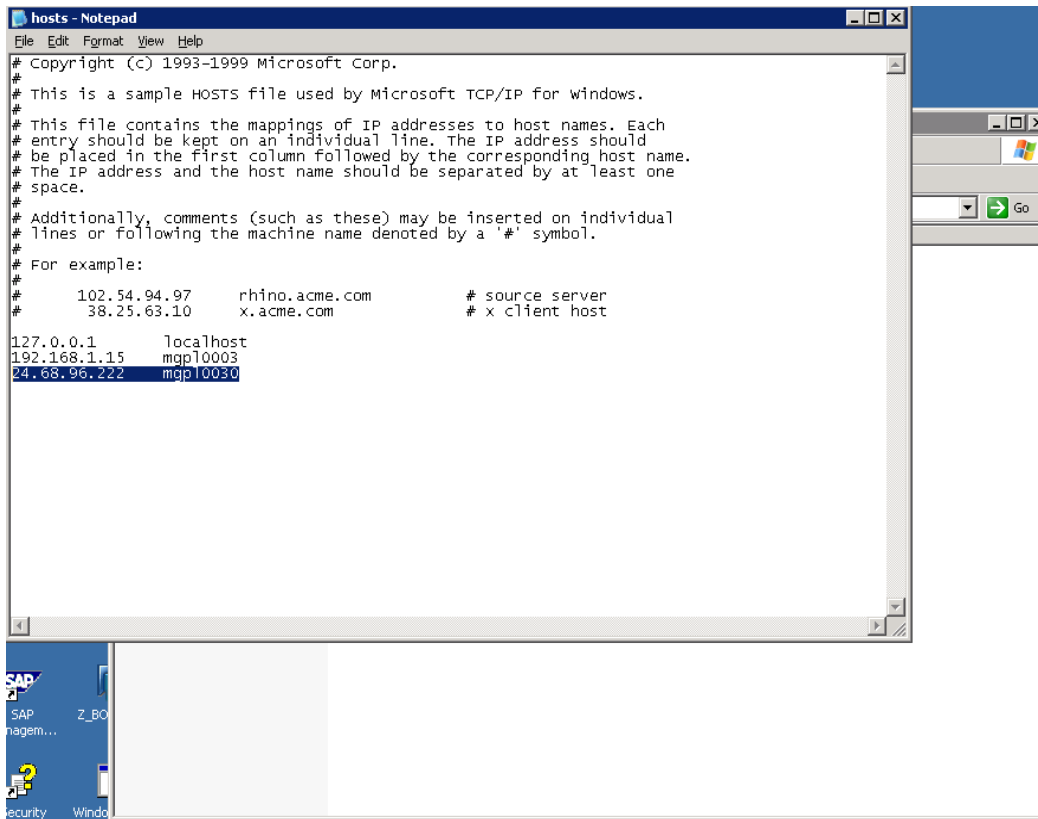 hosts - Notepad
File Edit Format View Help
# Copyright (c) 1993-1999 Microsoft Corp.
#
# This is a sample HOSTS file used by Microsoft TCP/IP for Windows.
#
# This file contains the mappings of IP addresses to host names. Each
# entry should be kept on an individual line. The IP address should
# be placed in the first column followed by the corresponding host name.
# The IP address and the host name should be separated by at least one
# space.
#
# Additionally, comments (such as these) may be inserted on individual
# lines or following the machine name denoted by a '#' symbol.
#
# For example:
#
# 102.54.94.97 rhino.acme.com # source server
# 38.25.63.10 x.acme.com # x client host
127.0.0.1 localhost
192.168.1.15 mgpl0003
24.68.96.222 mgpl0030
Go
SAP
SAP
nagem...
Z_BO
ecurity
Windo